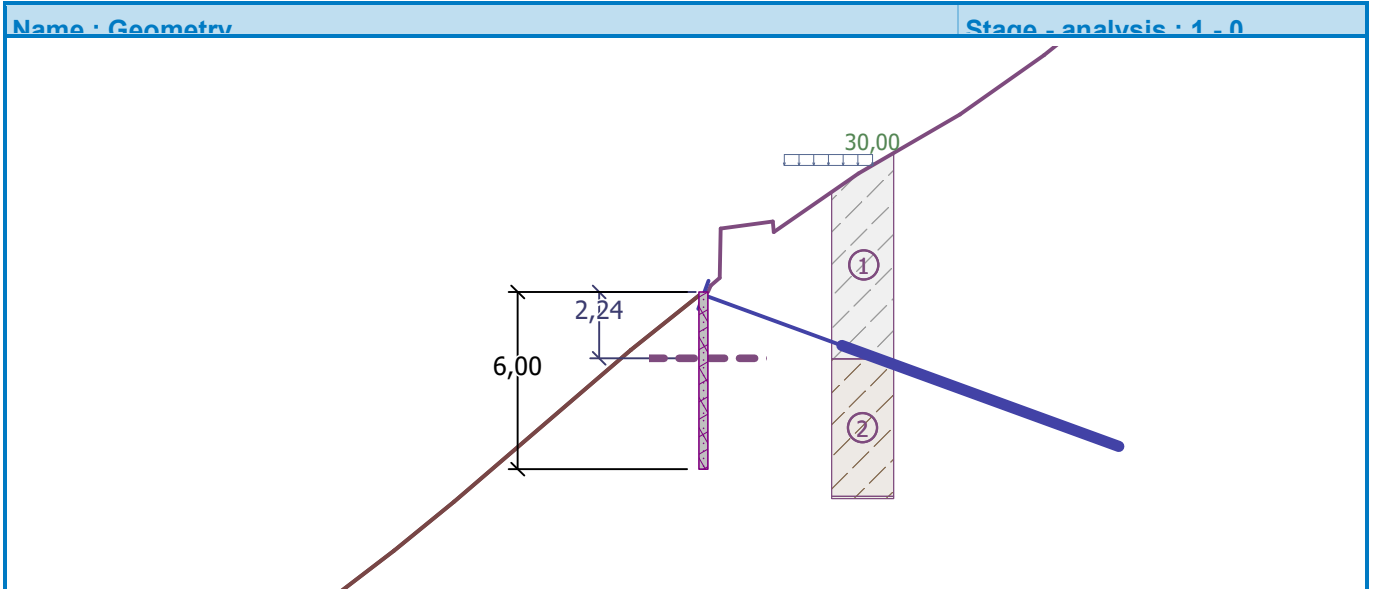 Name : Geometry
Stage - analysis : 1 - 0
30,00
1
2,24
6,00
2